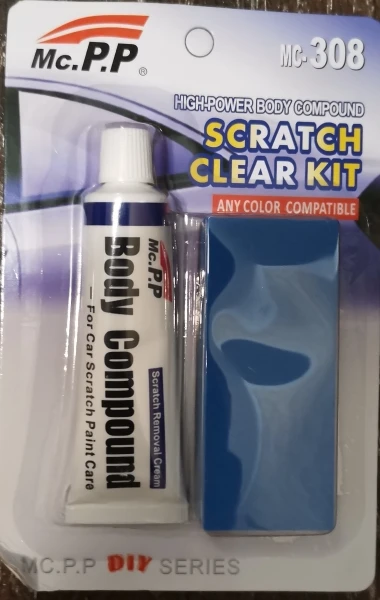 Mc.P.P®
MC-308
HIGH-POWER BODY COMPOUND
SCRATCH
CLEAR KIT
ANY COLOR COMPATIBLE
Mc.P.P
Body Compound
Scratch Removal Cream
— For Car Scratch Paint Care
MC.P.P DIY SERIES